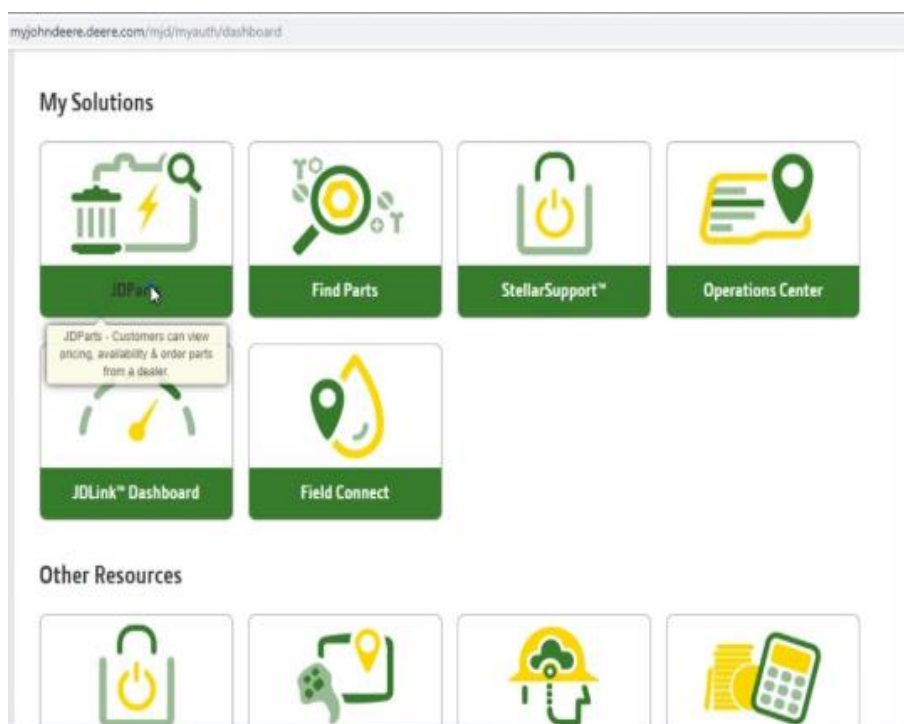 myjohndeere.deere.com/mjd/myauth/dashboard
My Solutions
JDParts
Find Parts
StellarSupport™
Operations Center
JDParts - Customers can view
pricing, availability & order parts
from a dealer.
JDLink™ Dashboard
Field Connect
Other Resources